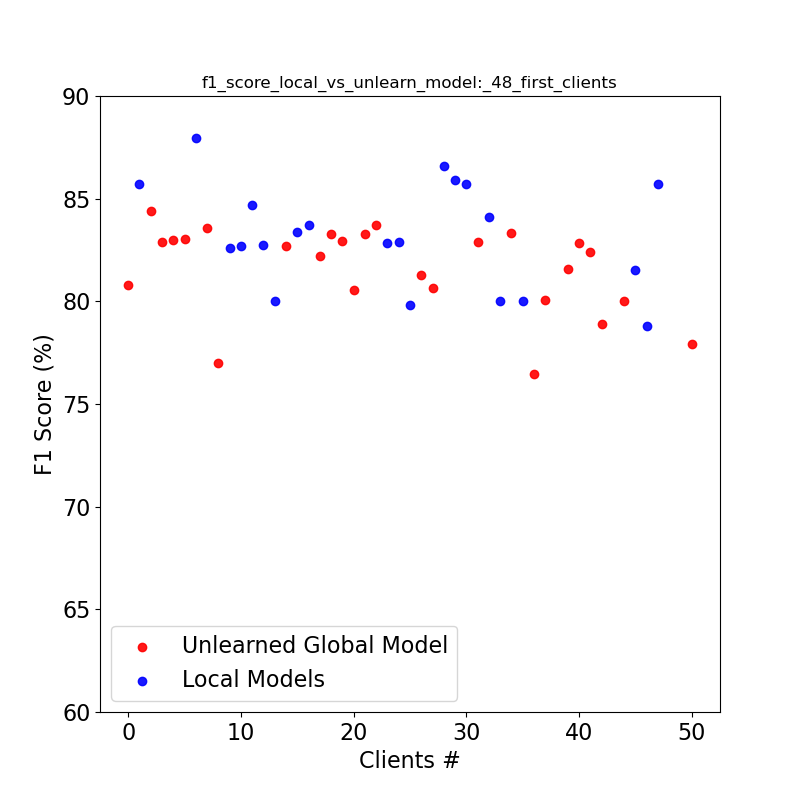 f1_score_local_vs_unlearn_model:_48_first_clients
90
85
80
75
70
65
60
F1 Score (%)
Unlearned Global Model
Local Models
0 10 20 30 40 50
Clients #